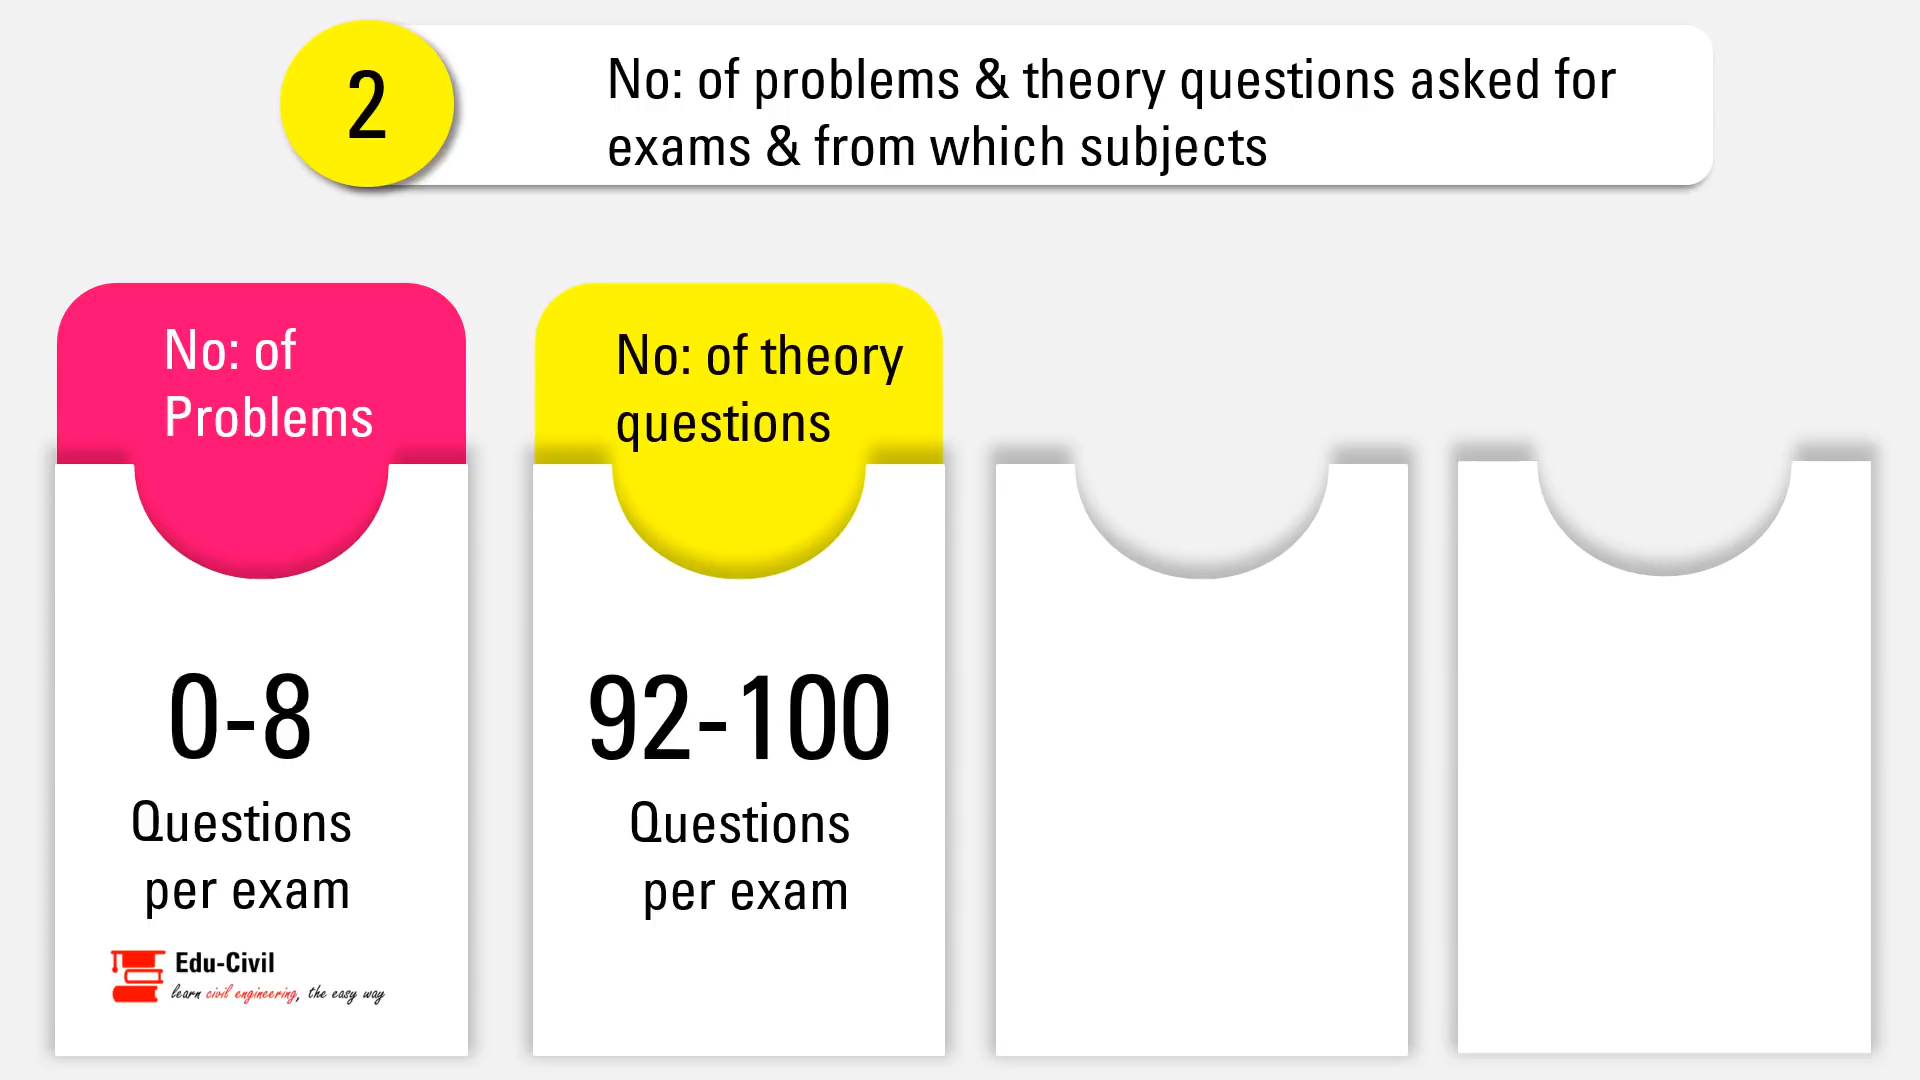 2
No: of problems & theory questions asked for
exams & from which subjects
No: of
Problems
0-8
Questions
per exam
No: of theory
questions
92-100
Questions
per exam
Edu-Civil
learn civil engineering, the easy way